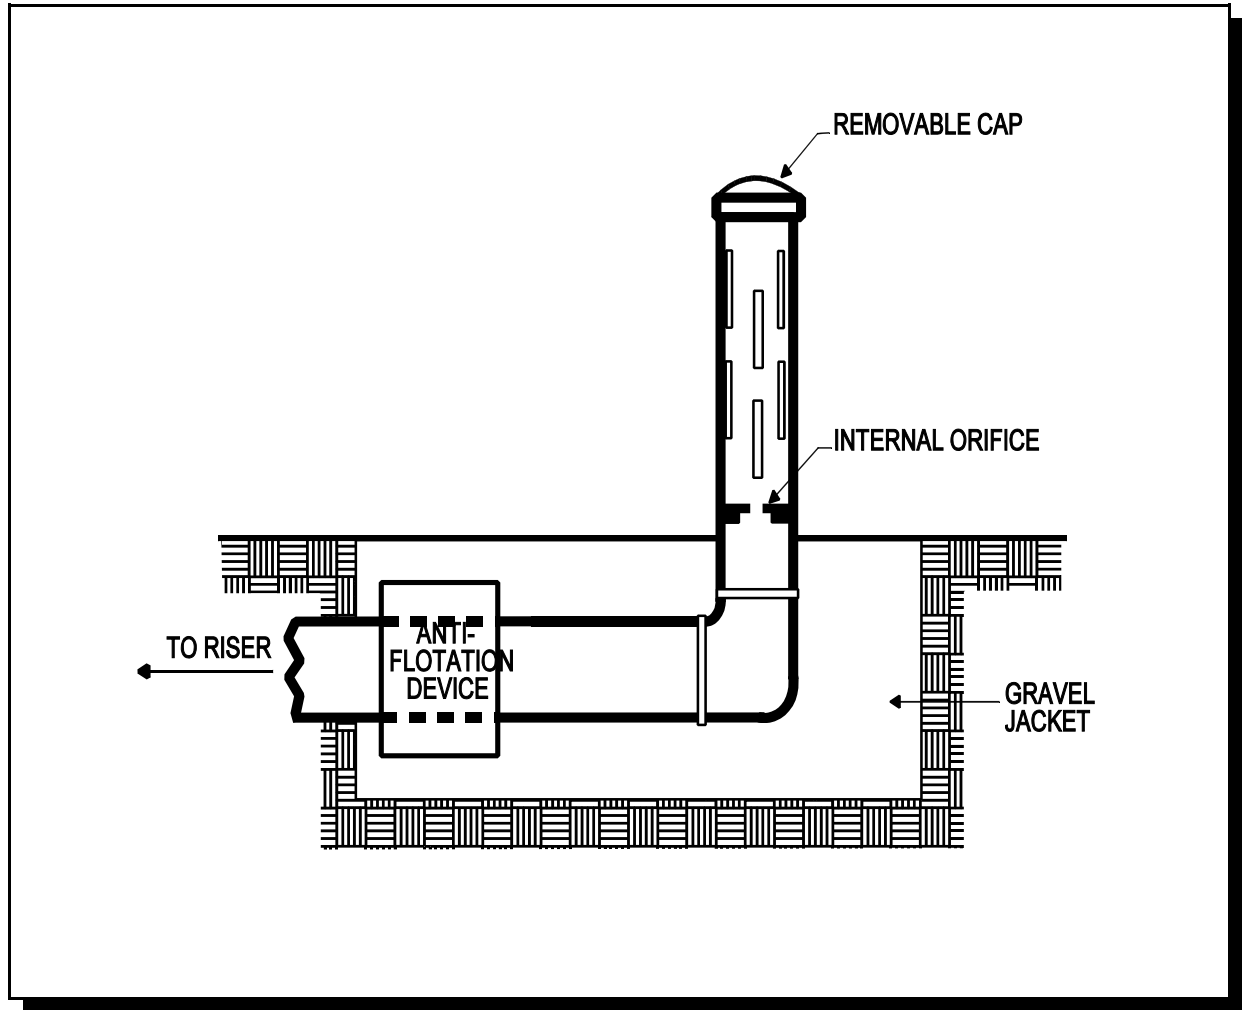 REMOVABLE CAP
INTERNAL ORIFICE
ANTI-
FLOTATION
DEVICE
TO RISER
GRAVEL
JACKET